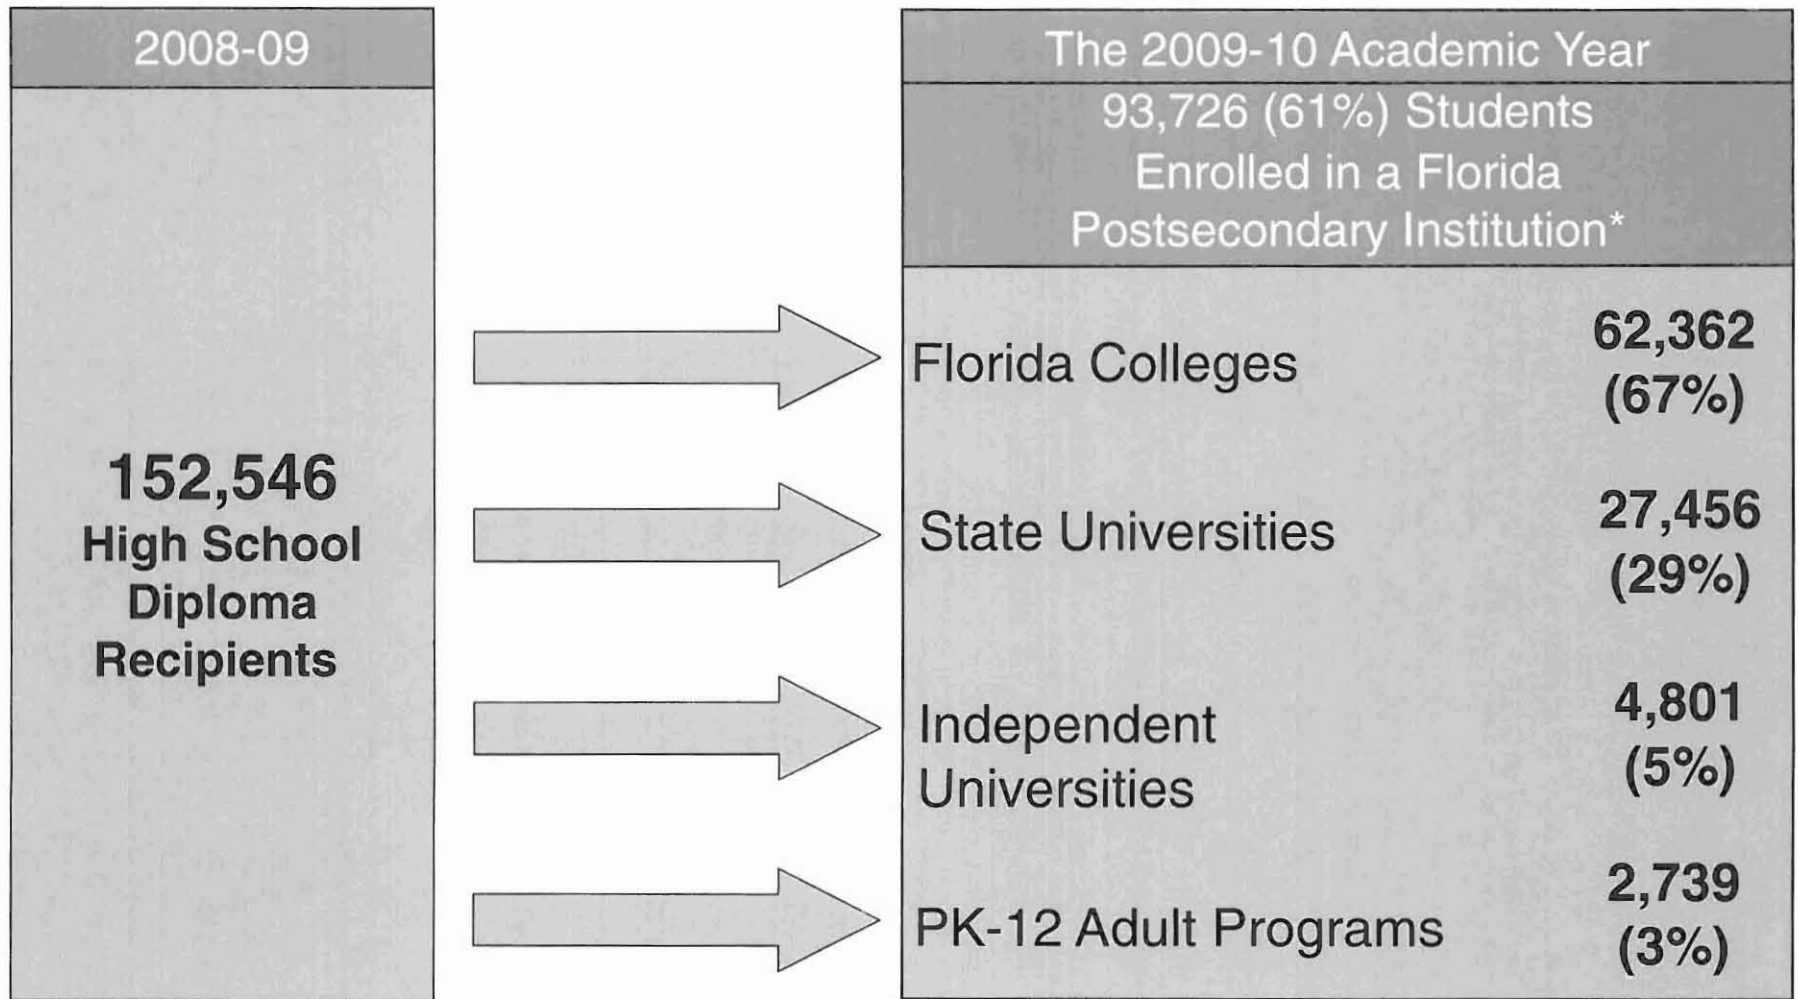 2008-09
152,546
High School
Diploma
Recipients
The 2009-10 Academic Year
93,726 (61%) Students
Enrolled in a Florida
Postsecondary Institution*
Florida Colleges
62,362
(67%)
State Universities
27,456
(29%)
Independent
Universities
4,801
(5%)
PK-12 Adult Programs
2,739
(3%)